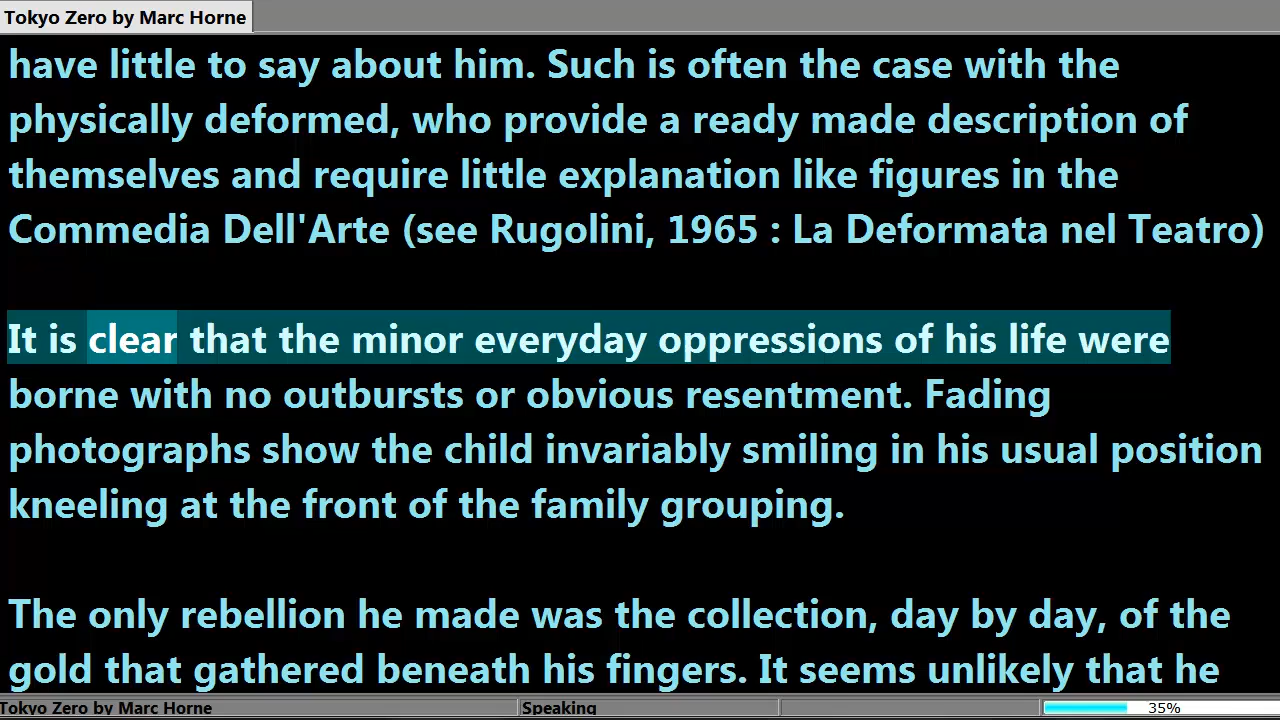 Tokyo Zero by Marc Horne
have little to say about him. Such is often the case with the
physically deformed, who provide a ready made description of
themselves and require little explanation like figures in the
Commedia Dell'Arte (see Rugolini, 1965 : La Deformata nel Teatro)
It is clear that the minor everyday oppressions of his life were
borne with no outbursts or obvious resentment. Fading
photographs show the child invariably smiling in his usual position
kneeling at the front of the family grouping.
The only rebellion he made was the collection, day by day, of the
gold that gathered beneath his fingers. It seems unlikely that he
Tokyo Zero by Marc Horne Speaking 35%